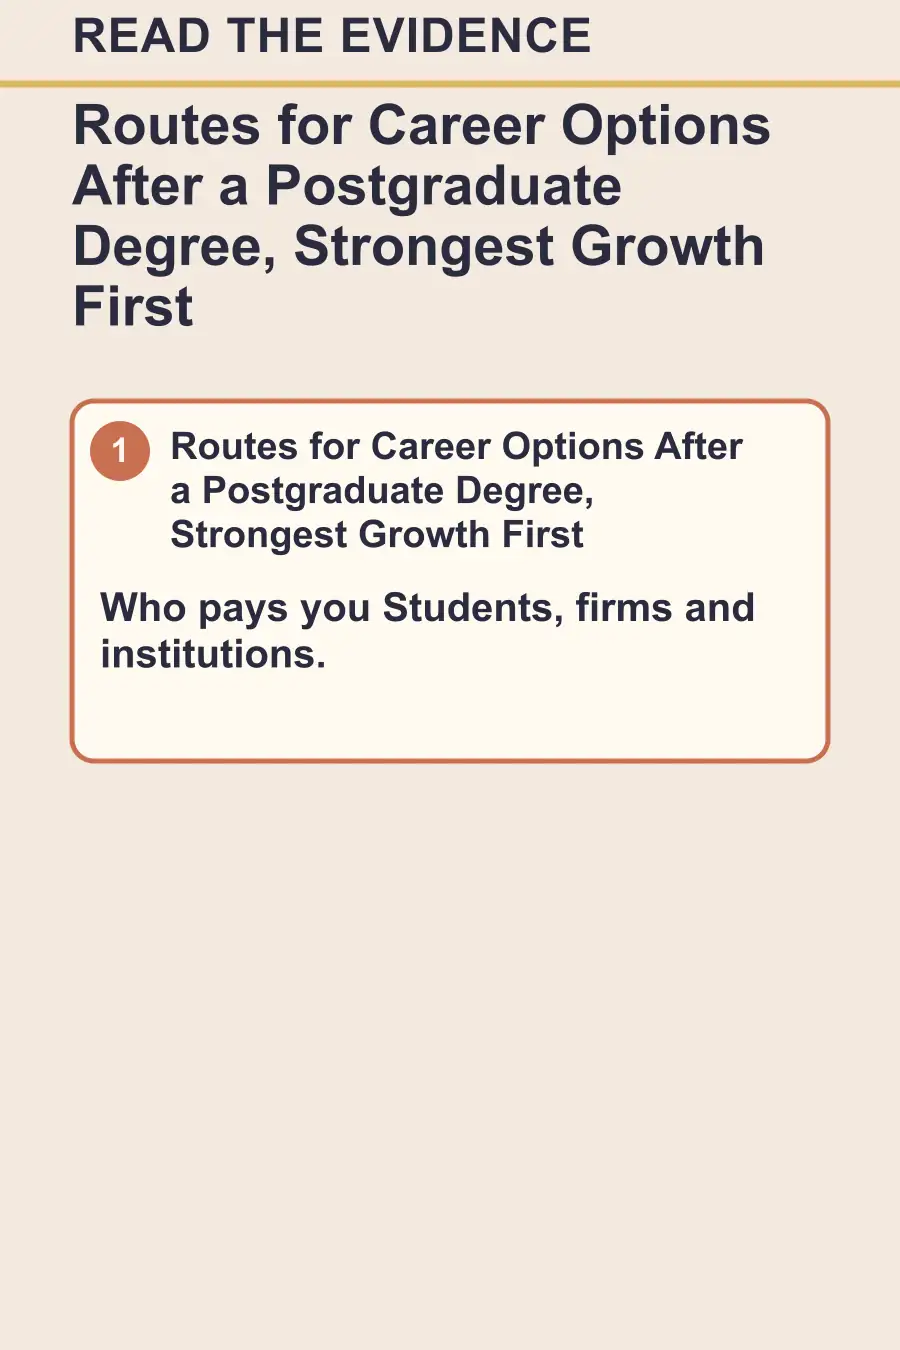 READ THE EVIDENCE
Routes for Career Options
After a Postgraduate
Degree, Strongest Growth
First
1
Routes for Career Options After
a Postgraduate Degree,
Strongest Growth First
Who pays you Students, firms and
institutions.